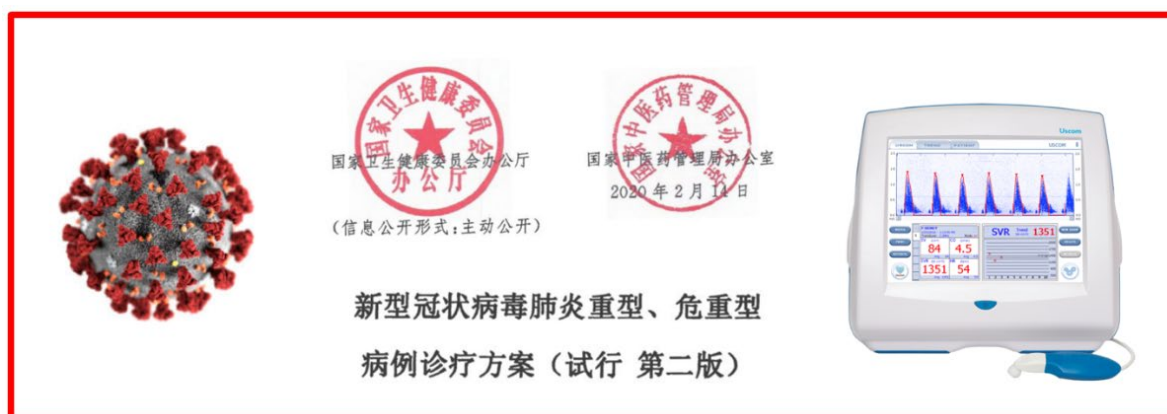 国家卫生健康委员会
办公厅
国家卫生健康委员会办公厅
(信息公开形式:主动公开)
国家中医药管理局办公室
国家中医药管理局办公室
2020年2月14日
新型冠状病毒肺炎重型、危重型
病例诊疗方案（试行 第二版）
Uscom
USCOM
SVR
1351
84
4.5
1351
54